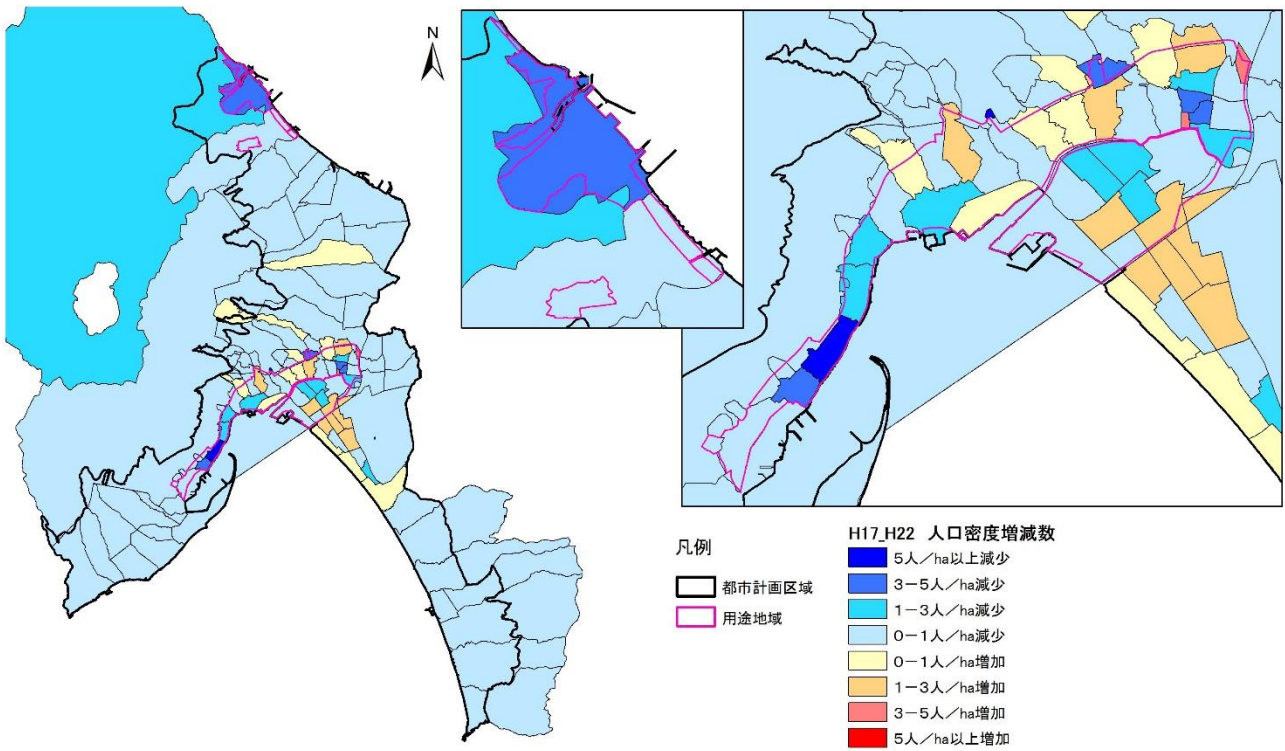 N
凡例
都市計画区域
用途地域
H17_H22 人口密度増減数
5人／ha以上減少
3－5人／ha減少
1－3人／ha減少
0－1人／ha減少
0－1人／ha増加
1－3人／ha増加
3－5人／ha増加
5人／ha以上増加